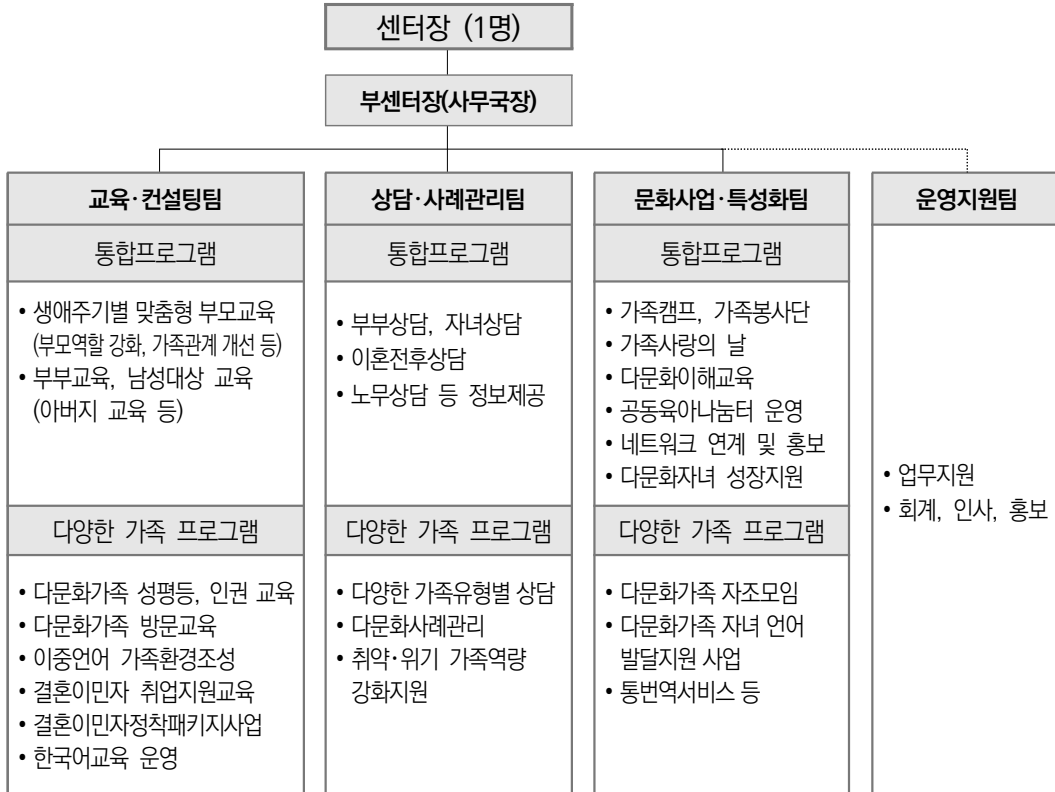 센터장 (1명)
부센터장(사무국장)
교육·컨설팅팀
통합프로그램
• 생애주기별 맞춤형 부모교육
(부모역할 강화, 가족관계 개선 등)
• 부부교육, 남성대상 교육
(아버지 교육 등)
다양한 가족 프로그램
• 다문화가족 성평등, 인권 교육
• 다문화가족 방문교육
• 이중언어 가족환경조성
• 결혼이민자 취업지원교육
• 결혼이민자정착패키지사업
• 한국어교육 운영
상담·사례관리팀
통합프로그램
• 부부상담, 자녀상담
• 이혼전후상담
• 노무상담 등 정보제공
다양한 가족 프로그램
• 다양한 가족유형별 상담
• 다문화사례관리
• 취약·위기 가족역량
강화지원
문화사업·특성화팀
통합프로그램
• 가족캠프, 가족봉사단
• 가족사랑의 날
• 다문화이해교육
• 공동육아나눔터 운영
• 네트워크 연계 및 홍보
• 다문화자녀 성장지원
다양한 가족 프로그램
• 다문화가족 자조모임
• 다문화가족 자녀 언어
발달지원 사업
• 통번역서비스 등
운영지원팀
• 업무지원
• 회계, 인사, 홍보